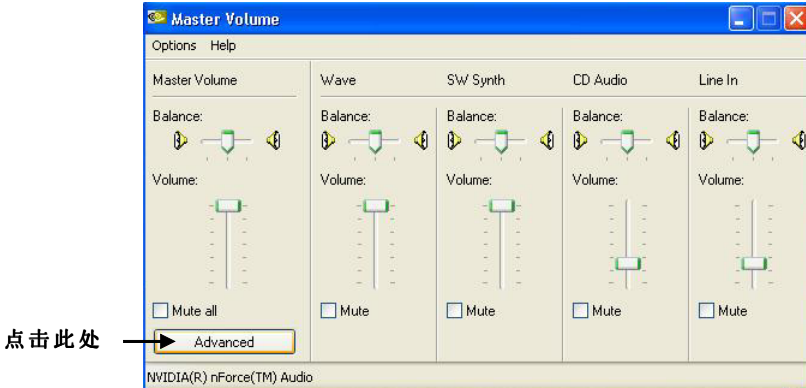 Master Volume
Options Help
Master Volume Wave SW Synth CD Audio Line In
Balance: Balance: Balance: Balance: Balance:
Volume: Volume: Volume: Volume: Volume:
Mute all Mute Mute Mute Mute
点击此处 Advanced
NVIDIA(R) nForce(TM) Audio